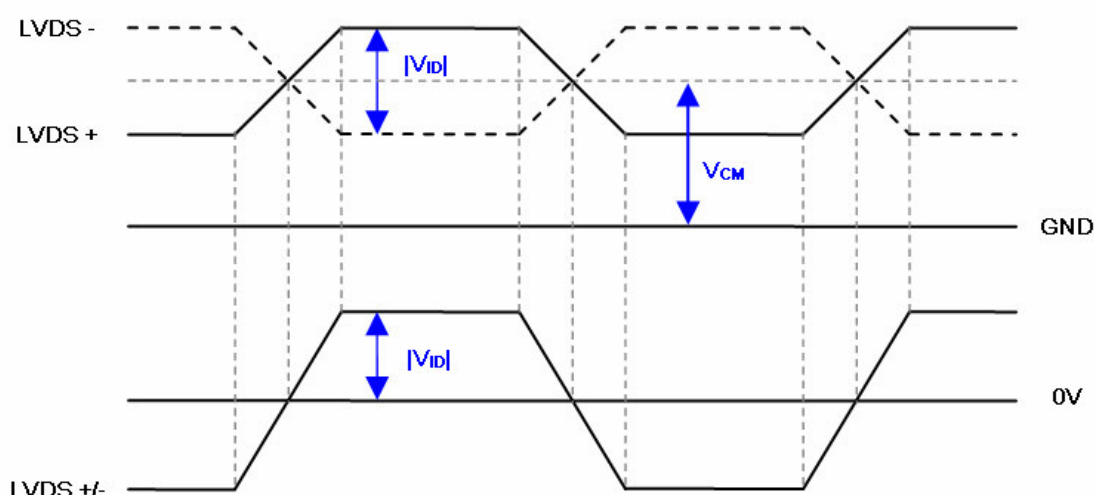 LVDS -
|VID|
LVDS +
VCM
GND
|VID|
0V
LVDS +/-